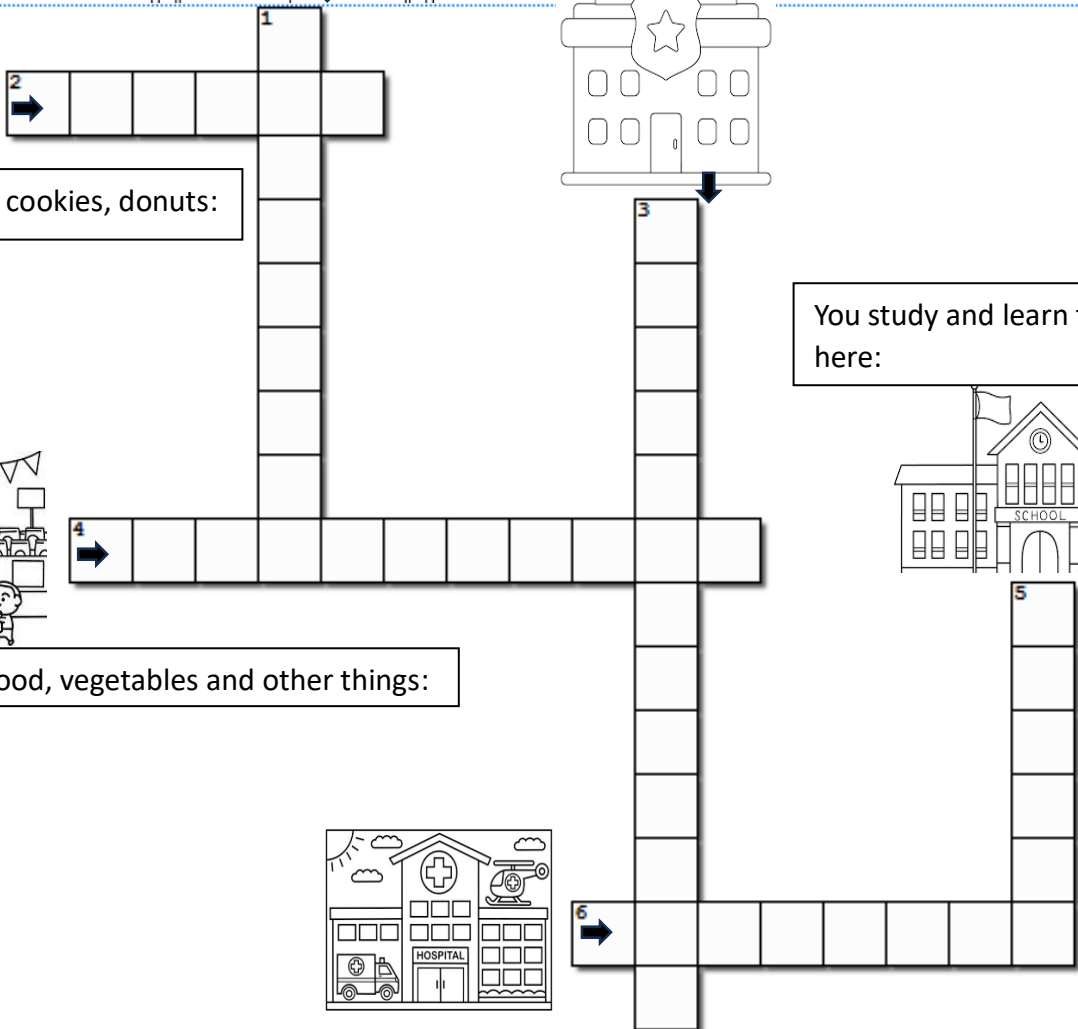 1
2
cookies, donuts:
3
You study and learn
here:
SCHOOL
4
5
ood, vegetables and other things:
HOSPITAL
6